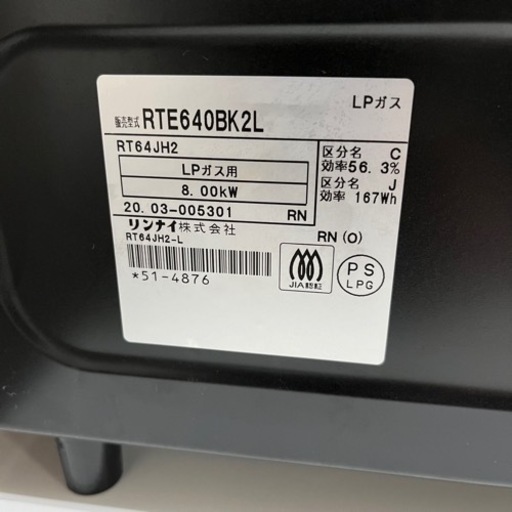 LPガス
販売型式 RTE640BK2L
RT64JH2
LPガス用
8.00kW
区分名 C
効率56.3%
区分名 J
効率 167Wh
20.03-005301 RN
リンナイ株式会社
RT64JH2-L
RN (O)
*51-4876
JIA認証
PS
LPG